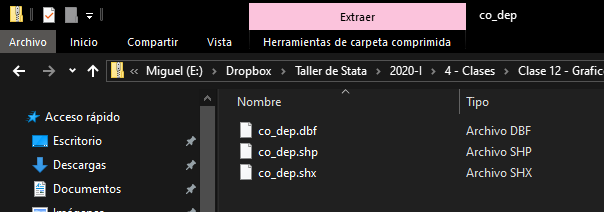 Extraer
co_dep
Archivo
Inicio
Compartir
Vista
Herramientas de carpeta comprimida
Miguel (E:) > Dropbox > Taller de Stata > 2020-I > 4 - Clases > Clase 12 - Grafico
Acceso rápido
Escritorio
Descargas
Documentos
Imágenes
Nombre
Tipo
co_dep.dbf
Archivo DBF
co_dep.shp
Archivo SHP
co_dep.shx
Archivo SHX